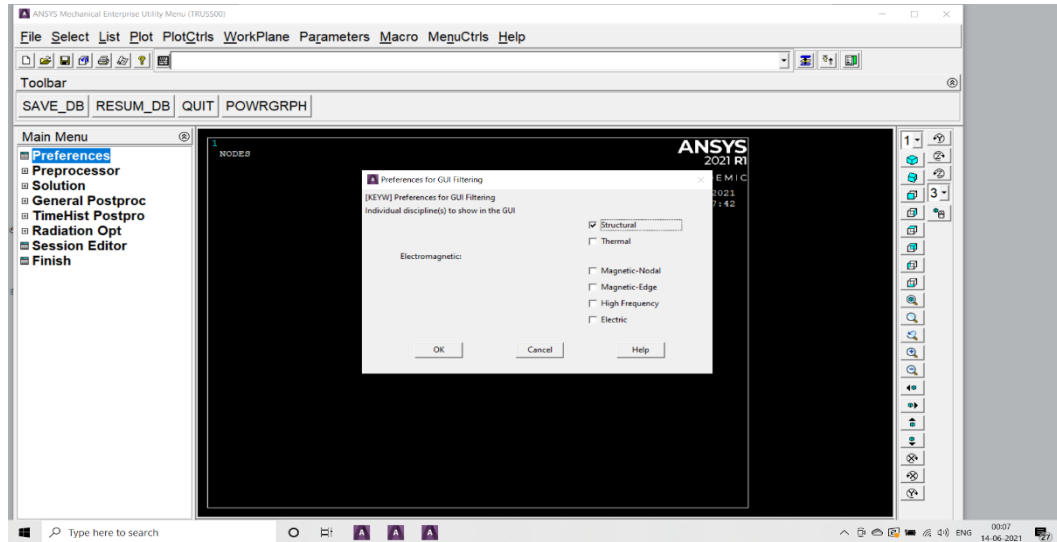 ANSYS Mechanical Enterprise Utility Menu (TRUSS00)
File Select List Plot PlotCtrls WorkPlane Parameters Macro MenuCtrls Help
Toolbar
SAVE_DB RESUM_DB QUIT POWRGRPH
Main Menu
Preferences
Preprocessor
Solution
General Postproc
TimeHist Postpro
Radiation Opt
Session Editor
Finish
1
NODES
ANSYS
2021 R1
EMIC
2021
7:42
Preferences for GUI Filtering
[KEYW] Preferences for GUI Filtering
Individual discipline(s) to show in the GUI
Structural
Thermal
Electromagnetic:
Magnetic-Nodal
Magnetic-Edge
High Frequency
Electric
OK Cancel Help
1
3
Type here to search
ENG
00:07
14-06-2021
27